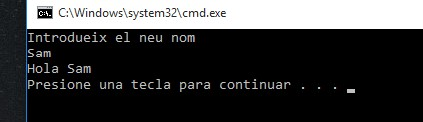 C:\Windows\system32\cmd.exe
Introdueix el neu nom
Sam
Hola Sam
Presione una tecla para continuar . . .